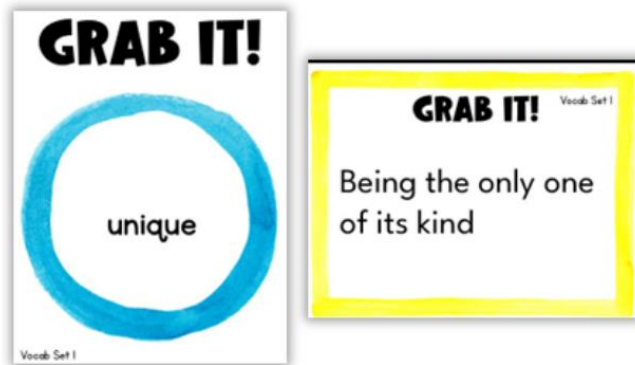 GRAB IT!
unique
Vocab Set 1
GRAB IT!
Vocab Set 1
Being the only one
of its kind